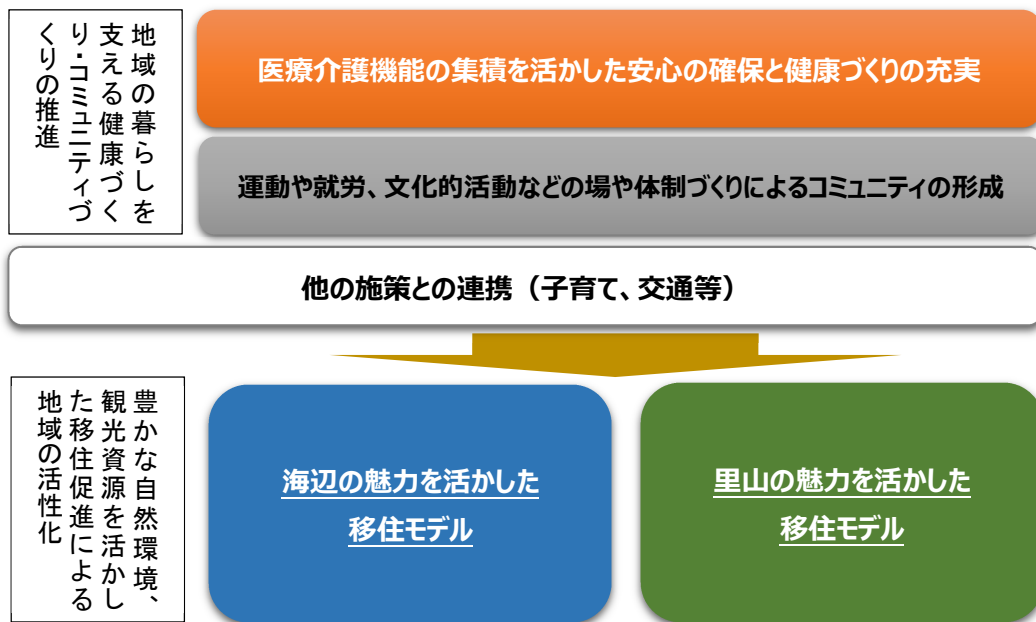 地域の暮らしを
支える健康づく
り・コミュニティづ
くりの推進
医療介護機能の集積を活かした安心の確保と健康づくりの充実
運動や就労、文化的活動などの場や体制づくりによるコミュニティの形成
他の施策との連携（子育て、交通等）
豊かな自然環境、
観光資源を活かし
た移住促進による
地域の活性化
海辺の魅力を活かした
移住モデル
里山の魅力を活かした
移住モデル